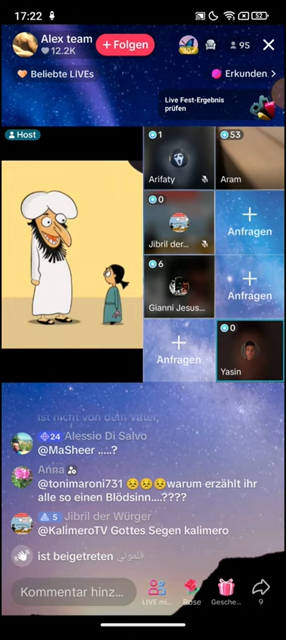 17:22
52
Alex team
12.2K
+ Folgen
1
95
Beliebte LIVEs
Erkunden >
Live Fest-Ergebnis
prüfen
Host
1
Arifaty
53
Aram
0
Jibril der...
Anfragen
6
Gianni Jesus...
Anfragen
Anfragen
0
Yasin
ist nicht von dem Vater,
24 Alessio Di Salvo
@MaSheer .....?
Anna
@tonimaroni731 😣😣😣warum erzählt ihr
alle so einen Blödsinn....????
5 Jibril der Würger
@KalimeroTV Gottes Segen kalimero
ist beigetreten قلموني
Kommentar hinz...
LIVE mi...
Rose
Gesche...
9